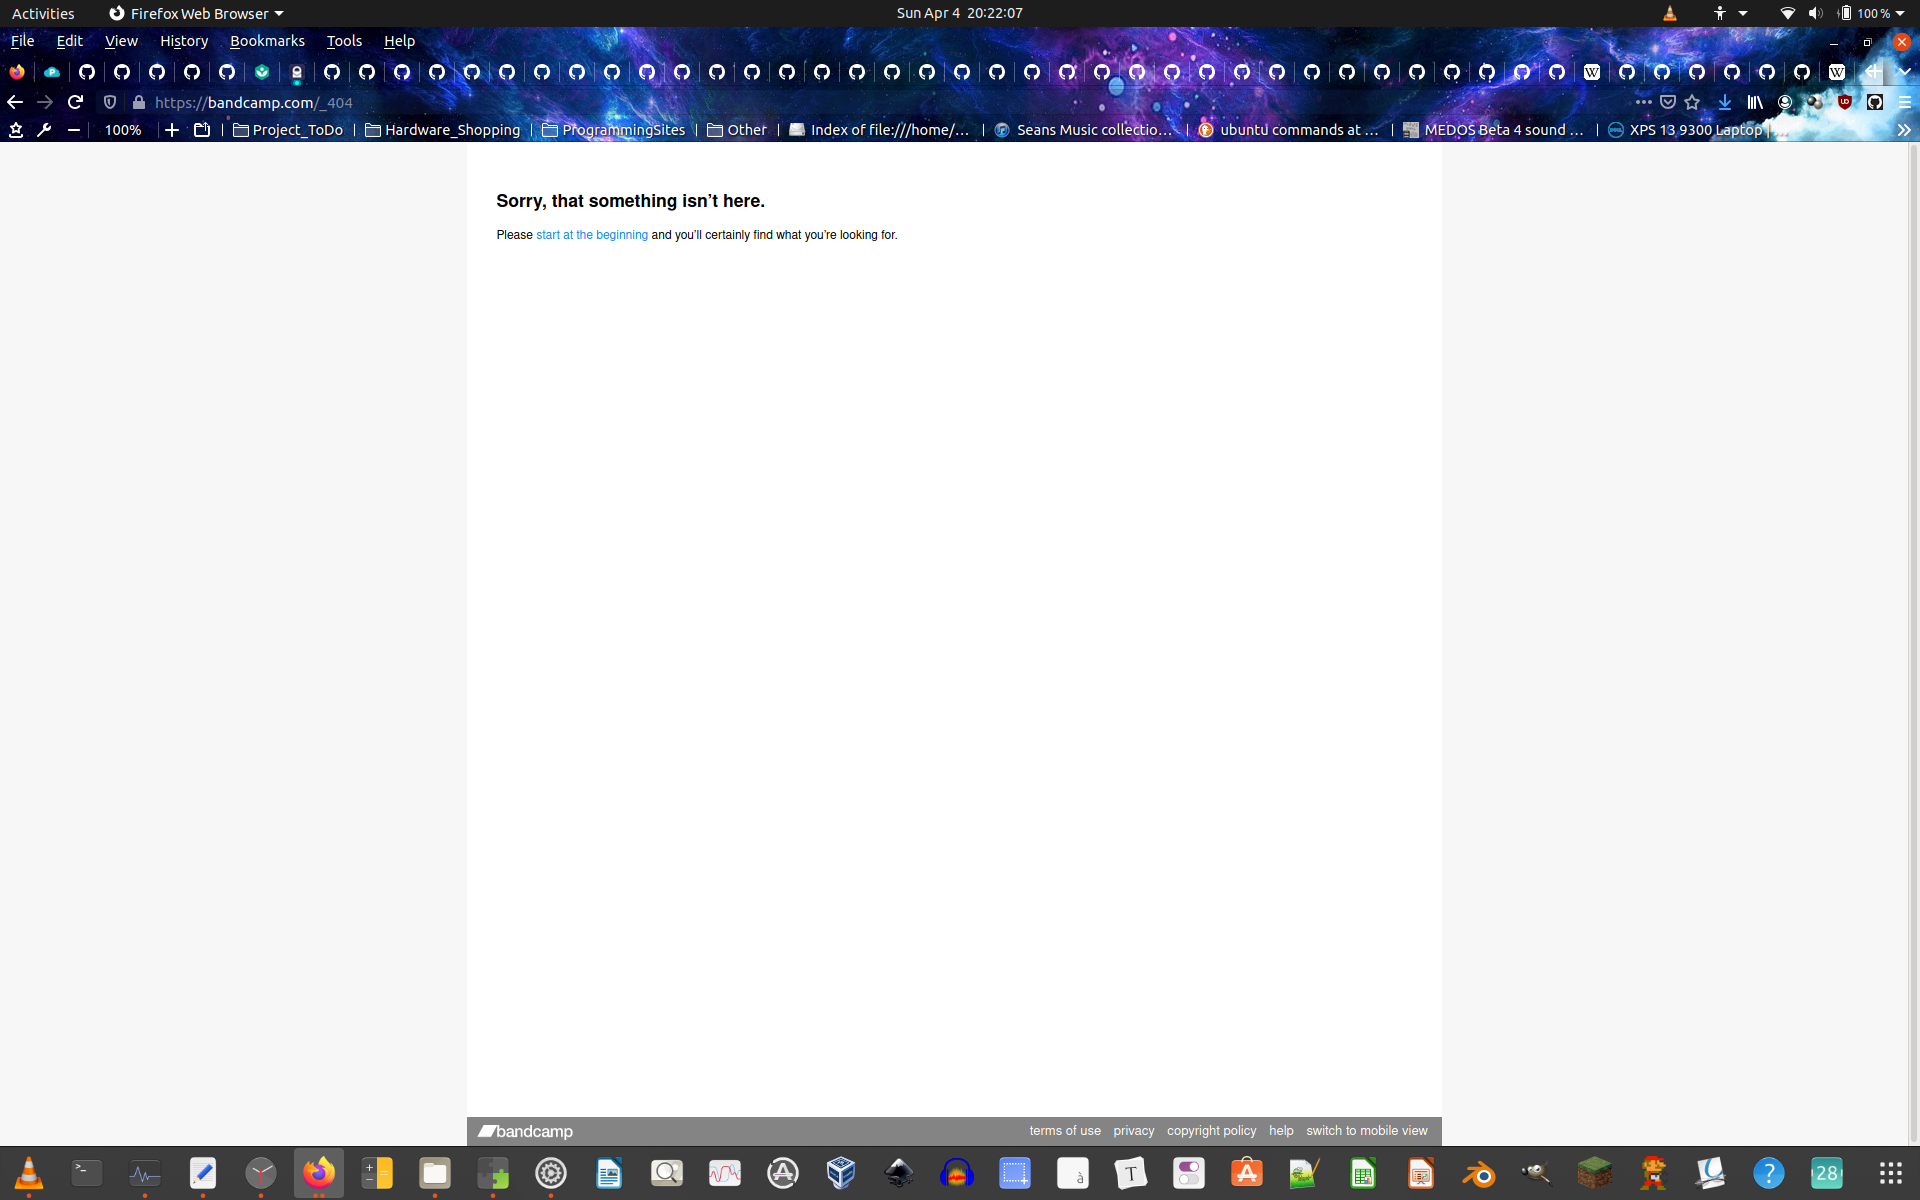 Activities Firefox Web Browser Sun Apr 4 20:22:07 100 %
File Edit View History Bookmarks Tools Help
https://bandcamp.com/_404
100% Project_ToDo Hardware_Shopping ProgrammingSites Other Index of file:///home/... Seans Music collectio... ubuntu commands at ... MEDOS Beta 4 sound ... XPS 13 9300 Laptop | ...
Sorry, that something isn’t here.
Please start at the beginning and you’ll certainly find what you’re looking for.
bandcamp terms of use privacy copyright policy help switch to mobile view
28